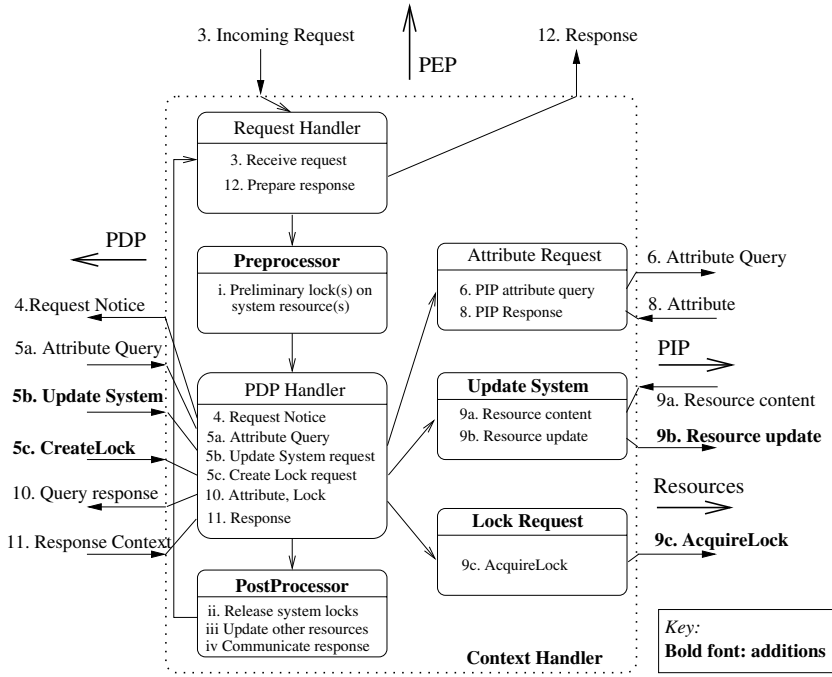 3. Incoming Request
PEP
12. Response
Request Handler
3. Receive request
12. Prepare response
PDP
Preprocessor
i. Preliminary lock(s) on
system resource(s)
Attribute Request
6. PIP attribute query
8. PIP Response
6. Attribute Query
8. Attribute
4.Request Notice
5a. Attribute Query
5b. Update System
5c. CreateLock
10. Query response
11. Response Context
PDP Handler
4. Request Notice
5a. Attribute Query
5b. Update System request
5c. Create Lock request
10. Attribute, Lock
11. Response
Update System
9a. Resource content
9b. Resource update
PIP
9a. Resource content
9b. Resource update
Resources
Lock Request
9c. AcquireLock
9c. AcquireLock
PostProcessor
ii. Release system locks
iii Update other resources
iv Communicate response
Context Handler
Key:
Bold font: additions